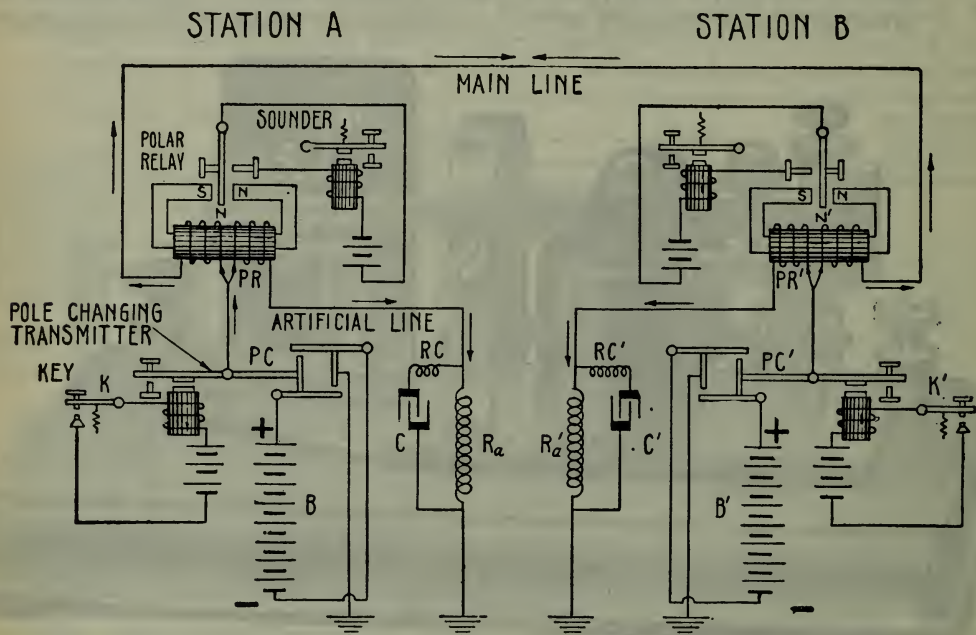 STATION A
STATION B
MAIN LINE
POLAR
RELAY
SOUNDER
S N
N
S N
N'
PR
PR'
POLE CHANGING
TRANSMITTER
ARTIFICIAL LINE
KEY
K
PC
RC
RC'
PC'
K'
+
C
Ra
Ra'
C'
+
B
B'
-
-